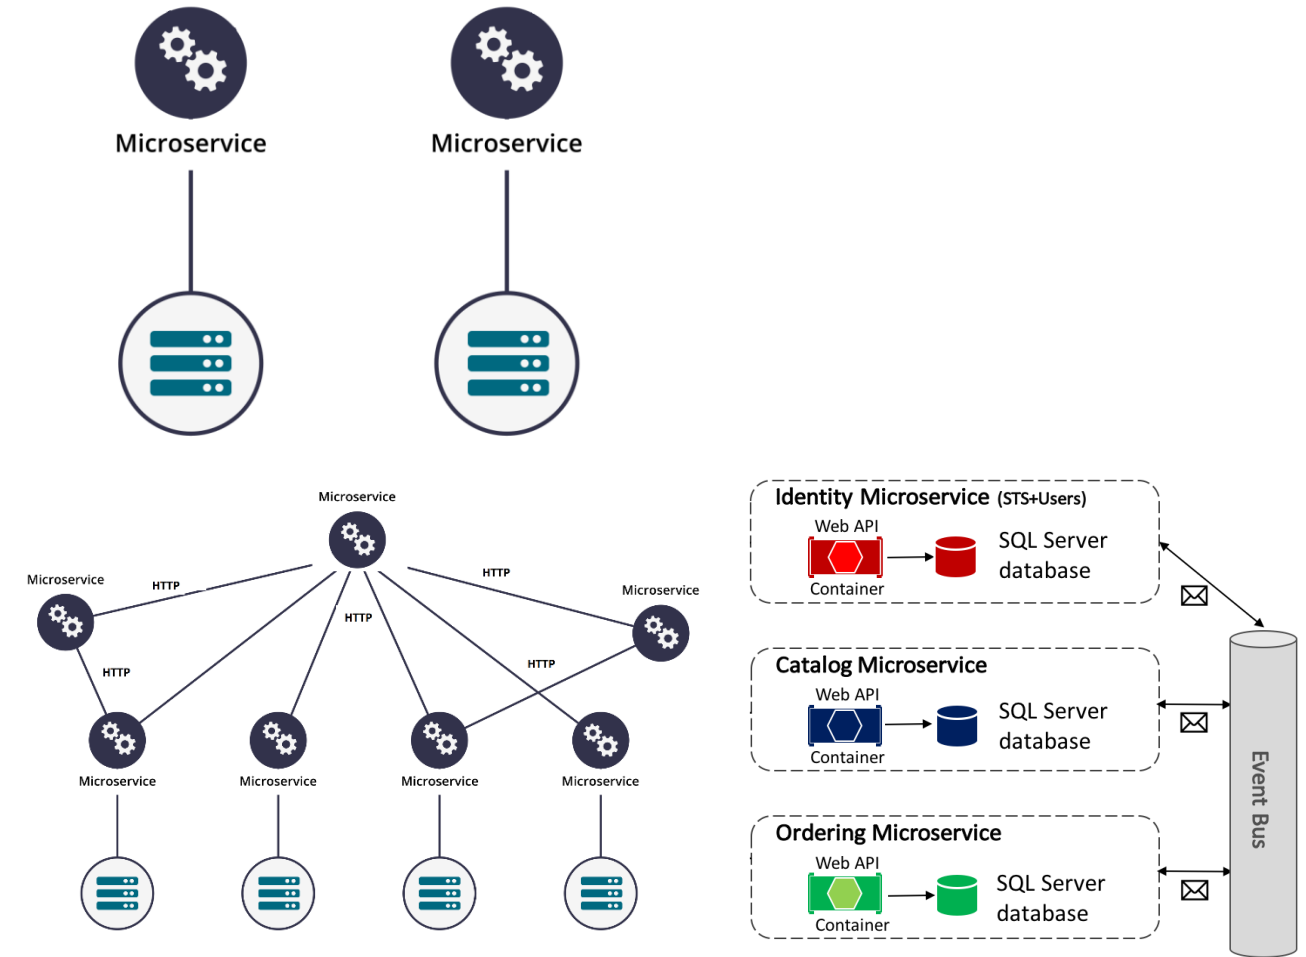 Microservice
Microservice
Microservice
Microservice
HTTP
HTTP
Microservice
HTTP
HTTP
HTTP
Microservice
Microservice
Microservice
Microservice
Identity Microservice (STS+Users)
Web API
SQL Server
database
Container
Catalog Microservice
Web API
SQL Server
database
Container
Ordering Microservice
Web API
SQL Server
database
Container
Event Bus